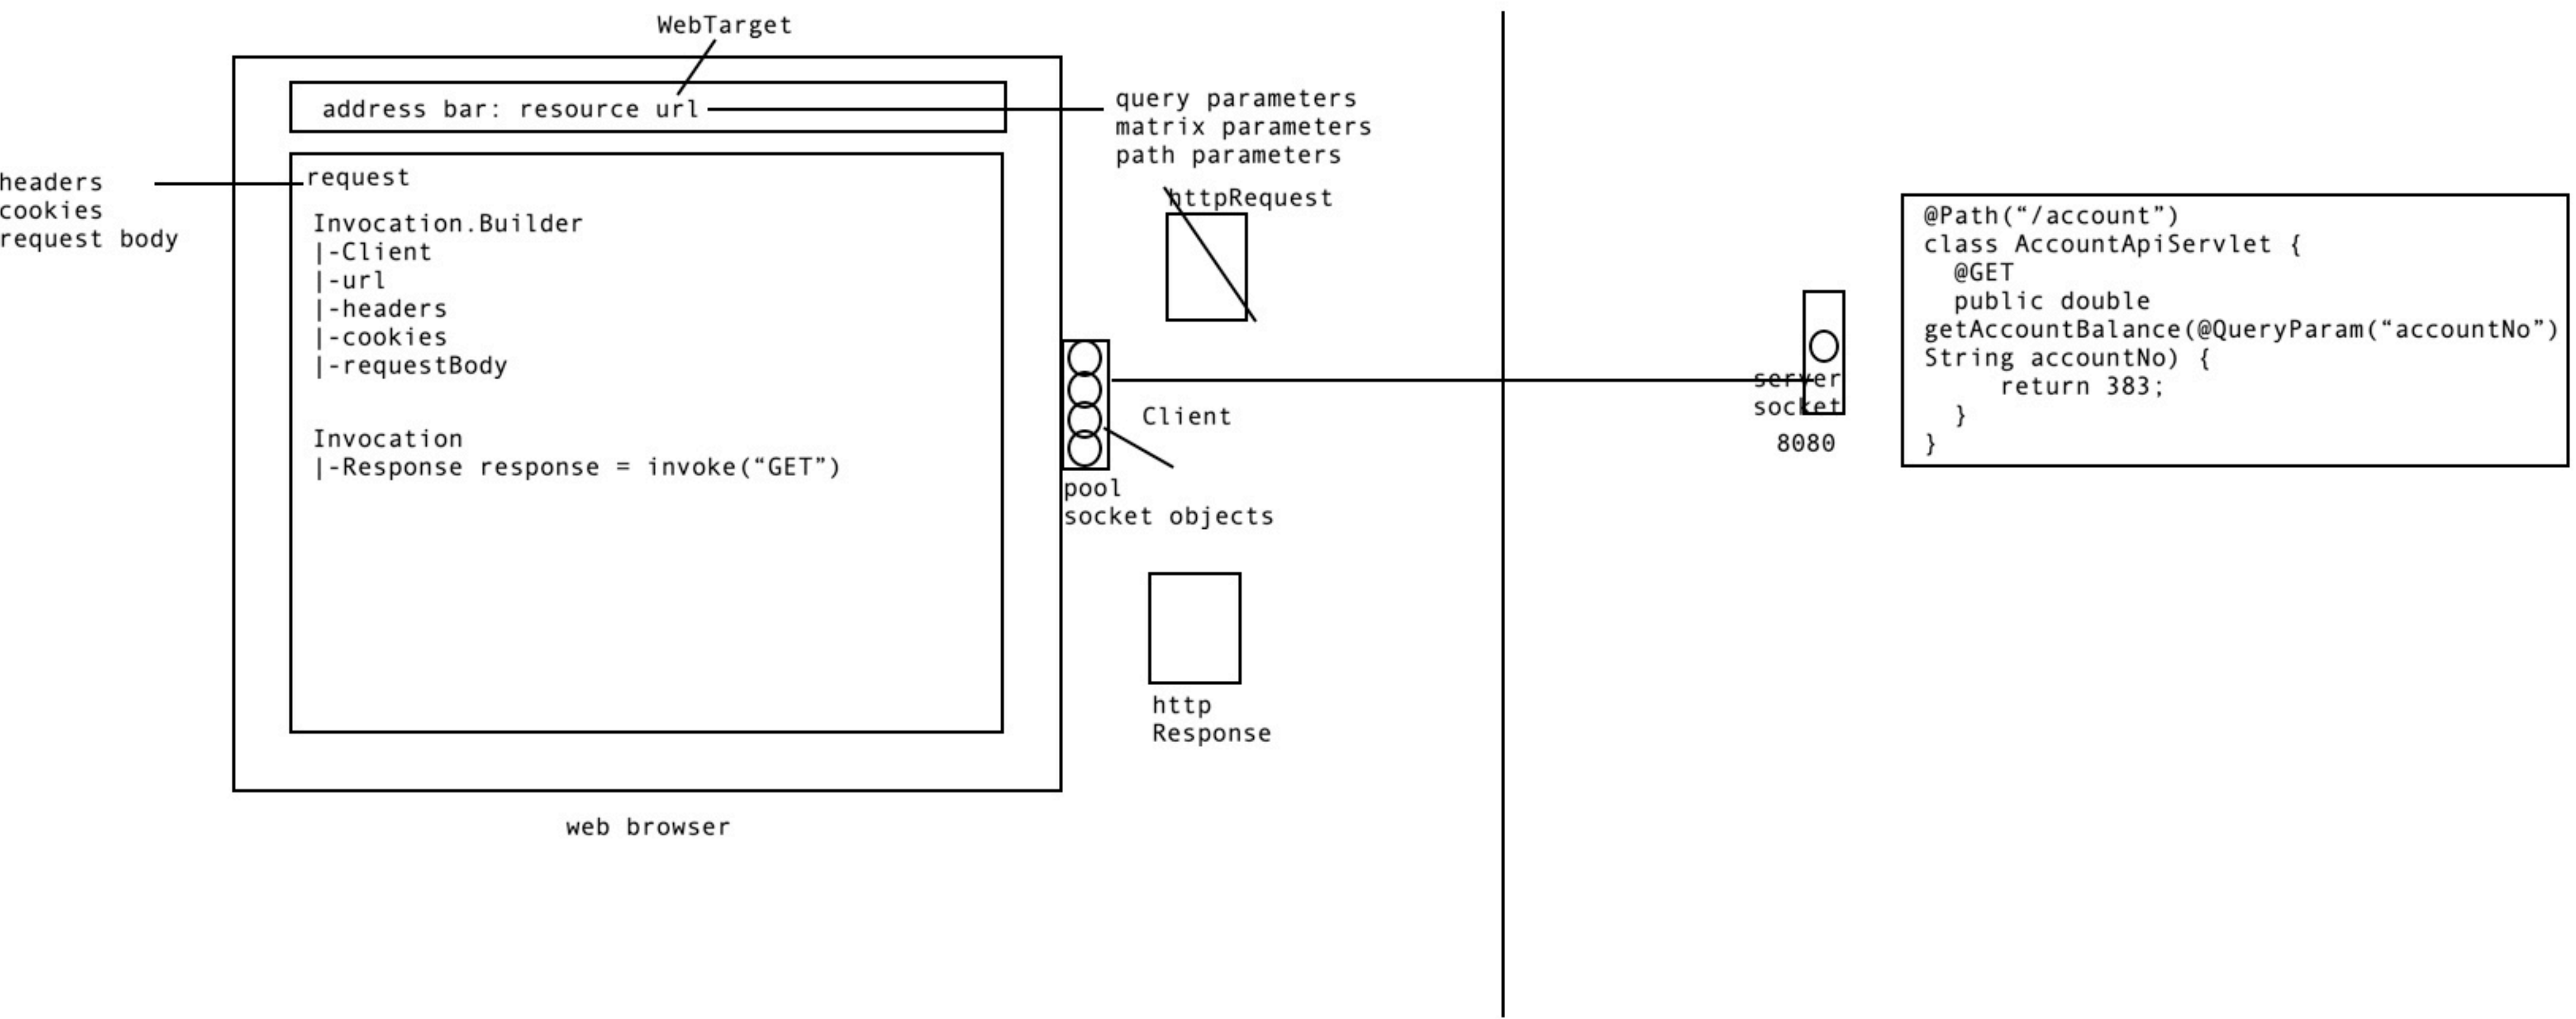 WebTarget
address bar: resource url
query parameters
matrix parameters
path parameters
headers
cookies
request body
request
Invocation.Builder
|-Client
|-url
|-headers
|-cookies
|-requestBody
Invocation
|-Response response = invoke(“GET”)
httpRequest
Client
pool
socket objects
http
Response
web browser
server
socket
8080
@Path(“/account”)
class AccountApiServlet {
@GET
public double
getAccountBalance(@QueryParam(“accountNo”)
String accountNo) {
return 383;
}
}